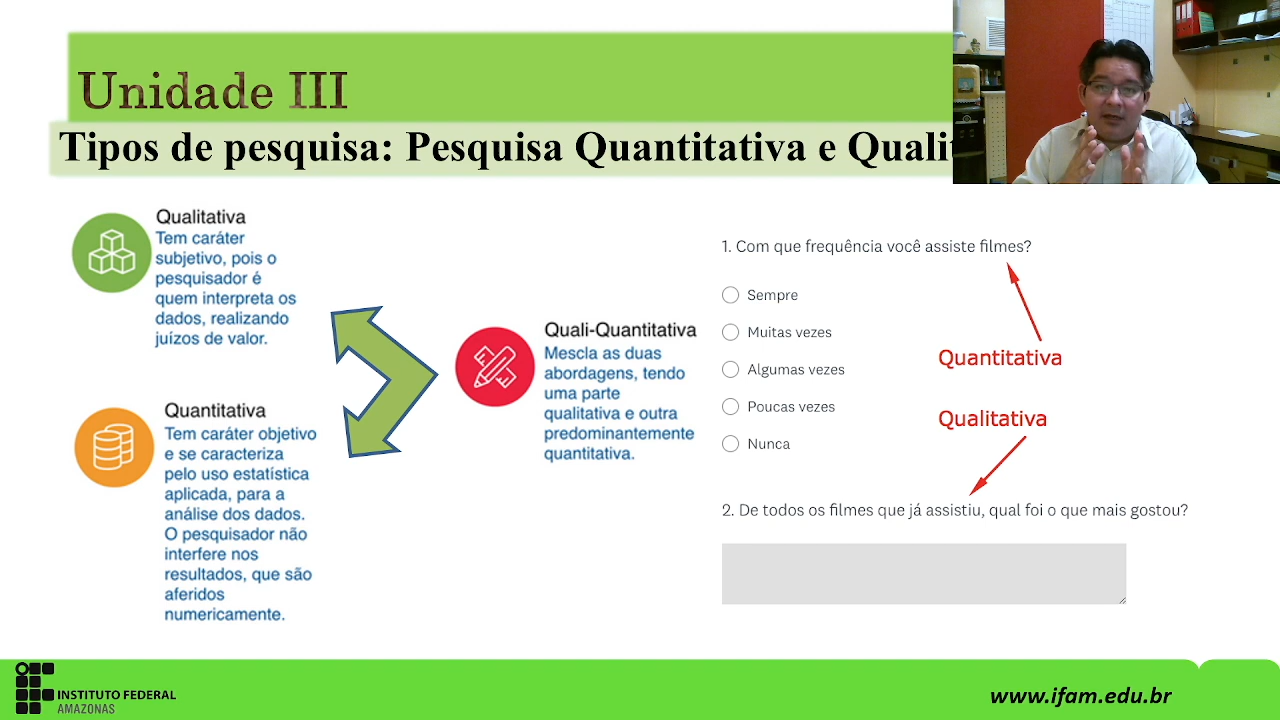 Unidade III
Tipos de pesquisa: Pesquisa Quantitativa e
Qualitativa
Tem caráter
subjetivo, pois o
pesquisador é
quem interpreta os
dados, realizando
juízos de valor.
Quantitativa
Tem caráter objetivo
e se caracteriza
pelo uso estatística
aplicada, para a
análise dos dados.
O pesquisador não
interfere nos
resultados, que são
aferidos
numericamente.
Quali-Quantitativa
Mescla as duas
abordagens, tendo
uma parte
qualitativa e outra
predominantemente
quantitativa.
1. Com que frequência você assiste filmes?
Sempre
Muitas vezes
Algumas vezes
Poucas vezes
Nunca
Quantitativa
Qualitativa
2. De todos os filmes que já assistiu, qual foi o que mais gostou?
INSTITUTO FEDERAL
AMAZONAS
www.ifam.edu.br